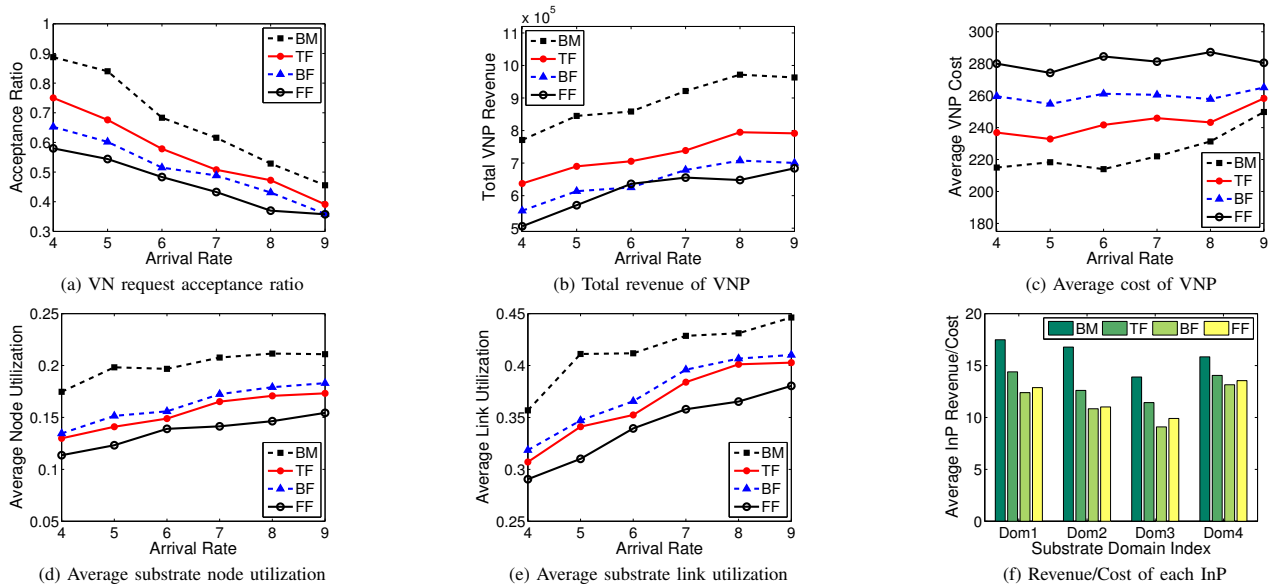 1
0.9
0.8
0.7
0.6
0.5
0.4
0.3
4 5 6 7 8 9
Acceptance Ratio
Arrival Rate
BM
TF
BF
FF
(a) VN request acceptance ratio
x 10^5
11
10
9
8
7
6
5
4 5 6 7 8 9
Total VNP Revenue
Arrival Rate
BM
TF
BF
FF
(b) Total revenue of VNP
300
280
260
240
220
200
180
4 5 6 7 8 9
Average VNP Cost
Arrival Rate
BM
TF
BF
FF
(c) Average cost of VNP
0.25
0.2
0.15
0.1
0.05
4 5 6 7 8 9
Average Node Utilization
Arrival Rate
BM
TF
BF
FF
(d) Average substrate node utilization
0.45
0.4
0.35
0.3
0.25
4 5 6 7 8 9
Average Link Utilization
Arrival Rate
BM
TF
BF
FF
(e) Average substrate link utilization
20
15
10
5
0
Dom1 Dom2 Dom3 Dom4
Average InP Revenue/Cost
Substrate Domain Index
BM TF BF FF
(f) Revenue/Cost of each InP